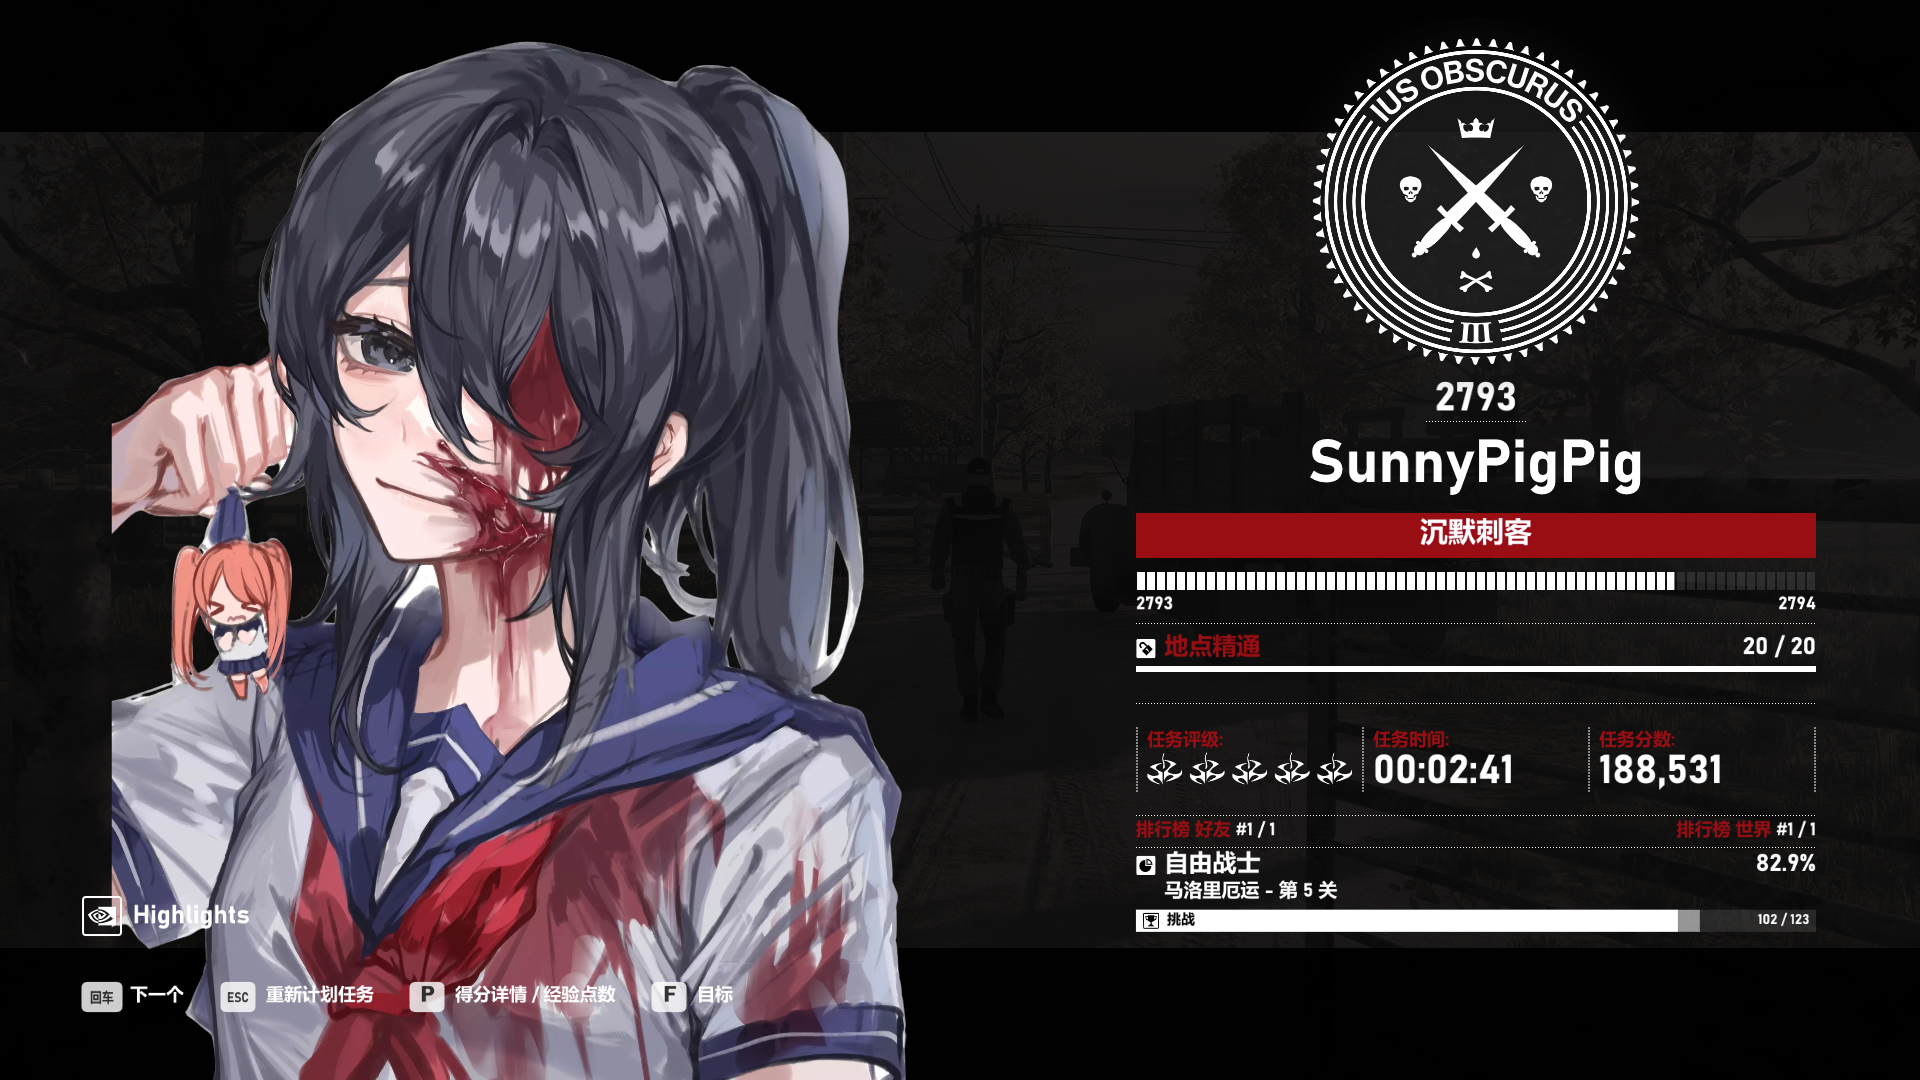 IUS OBSCURUS
III
2793
SunnyPigPig
沉默刺客
2793
2794
地点精通
20 / 20
任务评级:
任务时间:
00:02:41
任务分数:
188,531
排行榜 好友 #1 / 1
排行榜 世界 #1 / 1
自由战士
82.9%
马洛里厄运 - 第 5 关
挑战
102 / 123
Highlights
回车 下一个
ESC 重新计划任务
P 得分详情 / 经验点数
F 目标